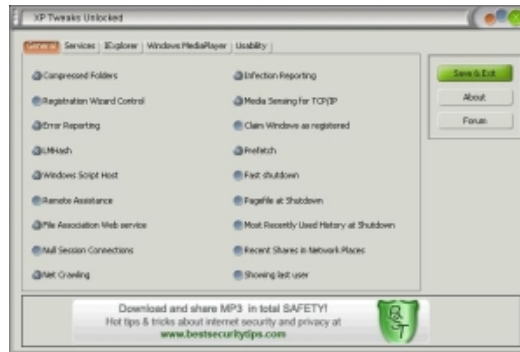 XP Tweaks Unlocked
General Services IExplorer Windows MediaPlayer Usability
Compressed Folders
Registration Wizard Control
Error Reporting
LMHash
Windows Script Host
Remote Assistance
File Association Web service
Null Session Connections
Net Crawling
Infection Reporting
Media Sensing for TCP/IP
Claim Windows as registered
Prefetch
Fast shutdown
Pagefile at Shutdown
Most Recently Used History at Shutdown
Recent Shares in Network Places
Showing last user
Save & Exit
About
Forum
Download and share MP3 in total SAFETY!
Hot tips & tricks about internet security and privacy at
www.bestsecuritytips.com
BST